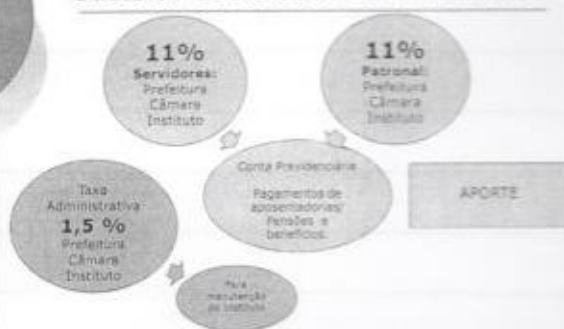 11%
Servidores:
Prefeitura
Câmara
Instituto
11%
Patronal:
Prefeitura
Câmara
Instituto
Conta Previdenciária
Pagamentos de
aposentadorias/
Pensões e
benefícios.
APORTE
Taxa
Administrativa
1,5 %
Prefeitura
Câmara
Instituto
Para
manutenção
do Instituto